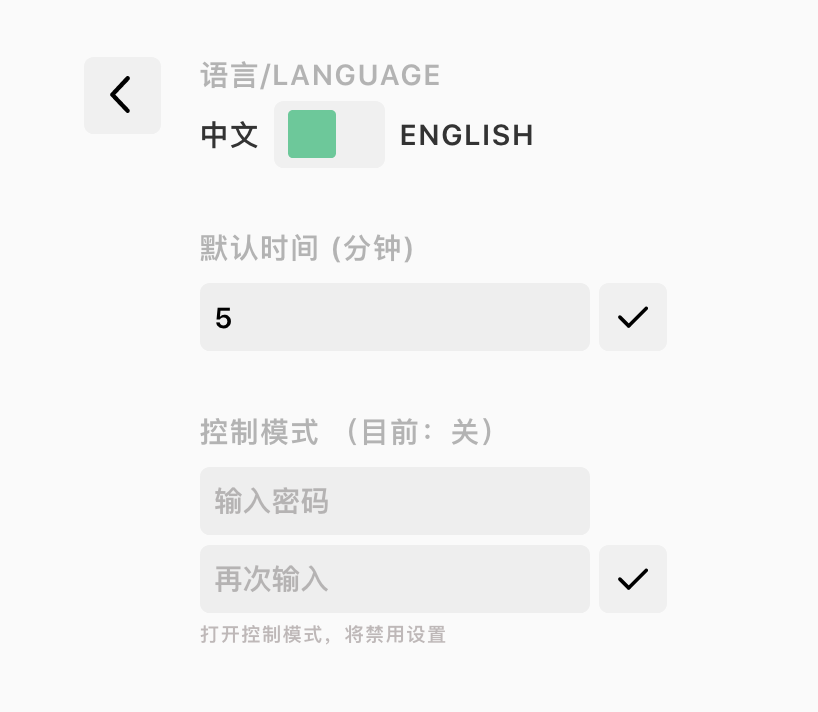 语言/LANGUAGE
中文 ENGLISH
默认时间 (分钟)
5
控制模式 （目前：关）
输入密码
再次输入
打开控制模式，将禁用设置